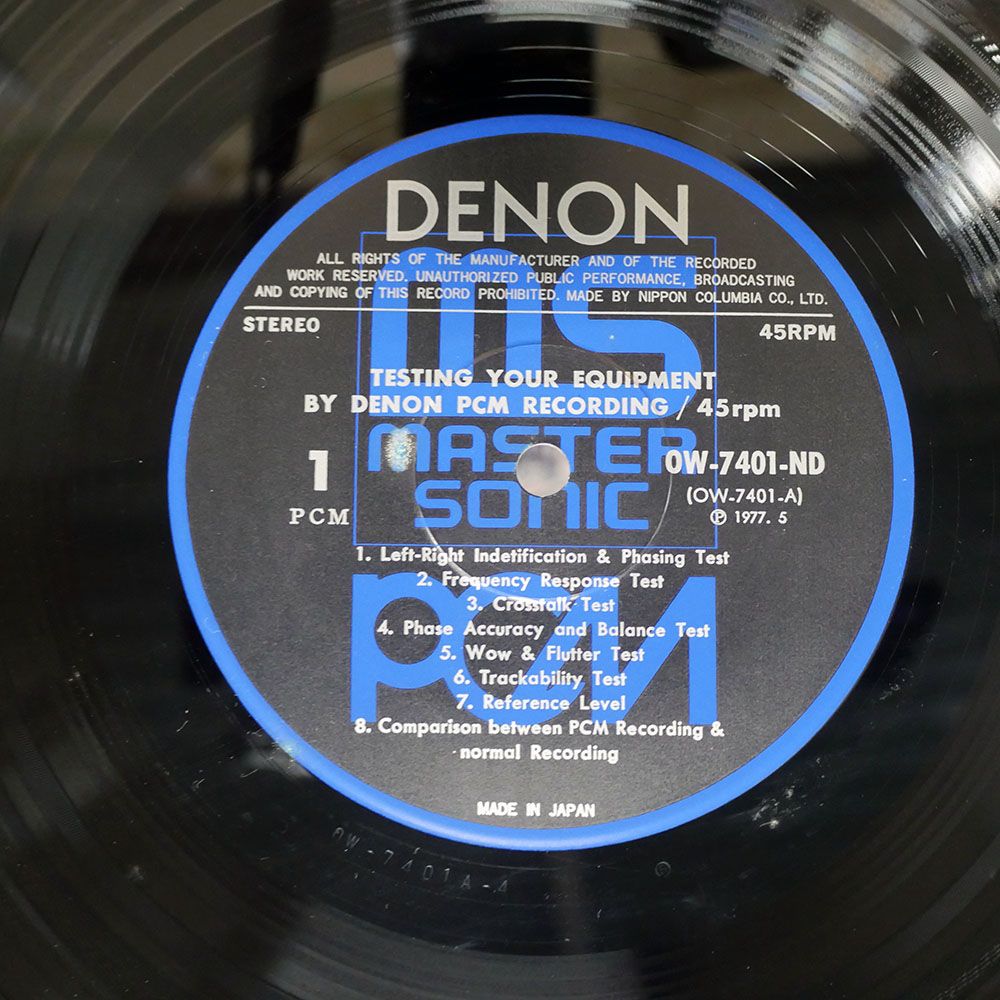 DENON
ALL RIGHTS OF THE MANUFACTURER AND OF THE RECORDED
WORK RESERVED. UNAUTHORIZED PUBLIC PERFORMANCE, BROADCASTING
AND COPYING OF THIS RECORD PROHIBITED. MADE BY NIPPON COLUMBIA CO., LTD.
STEREO 45RPM
ms
TESTING YOUR EQUIPMENT
BY DENON PCM RECORDING / 45rpm
MASTER
SONIC
1 OW-7401-ND
PCM (OW-7401-A)
Ⓟ 1977. 5
1. Left-Right Indetification & Phasing Test
2. Frequency Response Test
3. Crosstalk Test
4. Phase Accuracy and Balance Test
5. Wow & Flutter Test
6. Trackability Test
7. Reference Level
8. Comparison between PCM Recording &
normal Recording
PCM
MADE IN JAPAN
OW-7401A-4